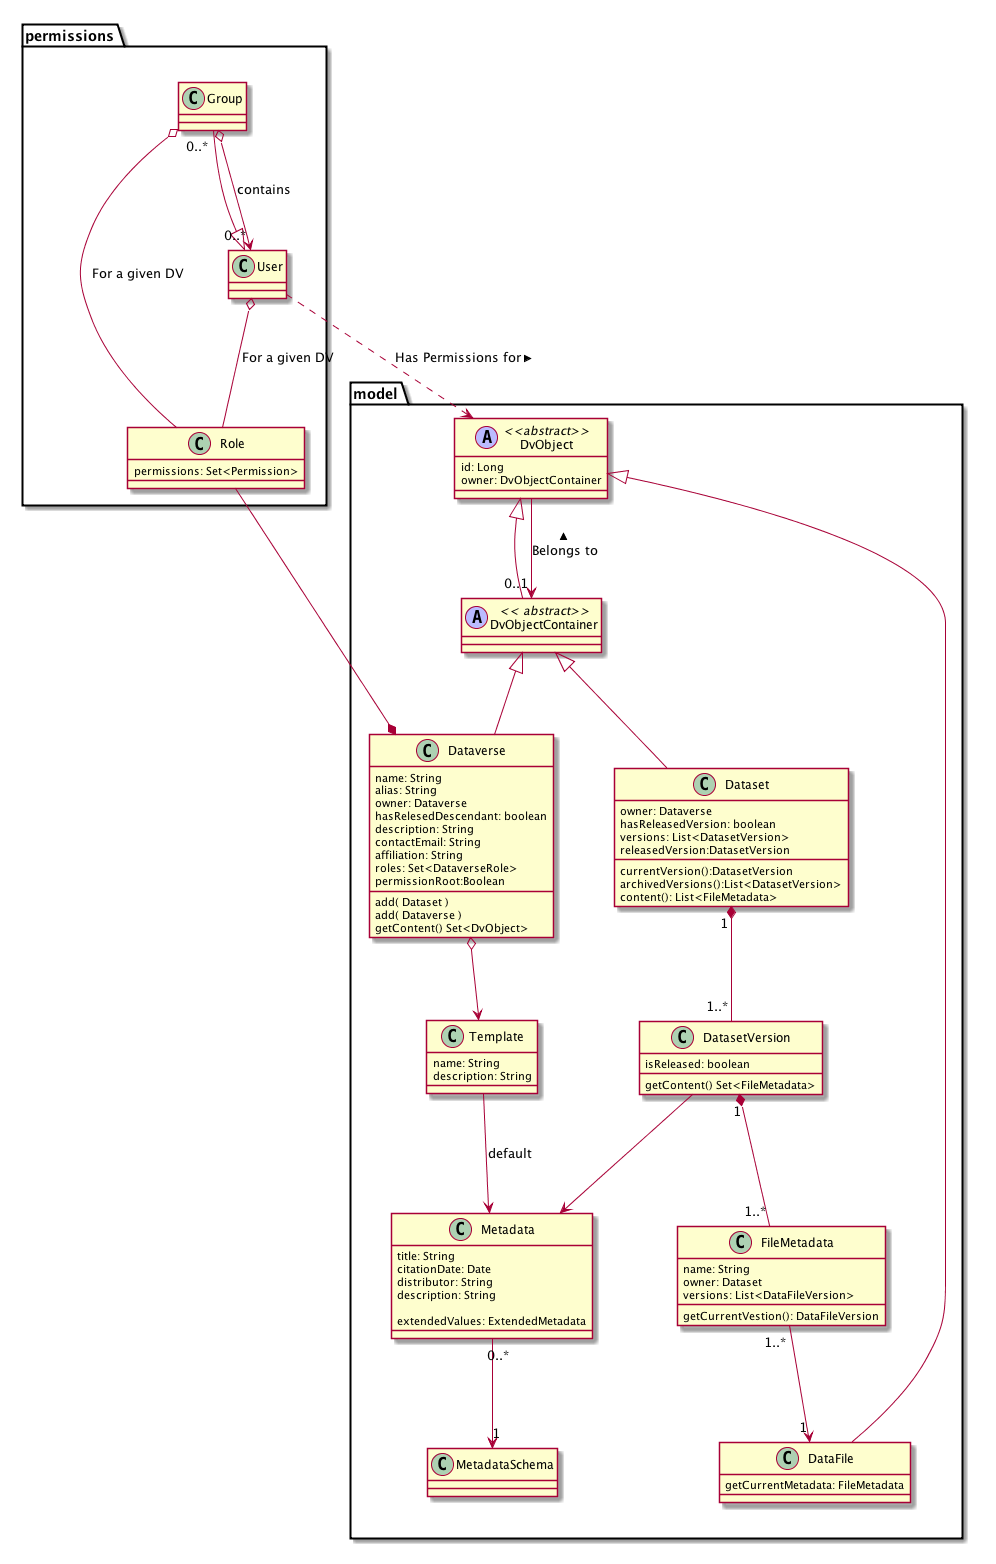 permissions
C Group
0..*
contains
0..*
C User
For a given DV
For a given DV
Has Permissions for ►
C Role
permissions: Set<Permission>
model
A <<abstract>>
DvObject
id: Long
owner: DvObjectContainer
▲
Belongs to
0..1
A << abstract>>
DvObjectContainer
C Dataverse
name: String
alias: String
owner: Dataverse
hasRelesedDescendant: boolean
description: String
contactEmail: String
affiliation: String
roles: Set<DataverseRole>
permissionRoot:Boolean
add( Dataset )
add( Dataverse )
getContent() Set<DvObject>
C Dataset
owner: Dataverse
hasReleasedVersion: boolean
versions: List<DatasetVersion>
releasedVersion:DatasetVersion
currentVersion():DatasetVersion
archivedVersions():List<DatasetVersion>
content(): List<FileMetadata>
1
1..*
C Template
name: String
description: String
C DatasetVersion
isReleased: boolean
getContent() Set<FileMetadata>
1
default
1..*
C Metadata
title: String
citationDate: Date
distributor: String
description: String
extendedValues: ExtendedMetadata
C FileMetadata
name: String
owner: Dataset
versions: List<DataFileVersion>
getCurrentVestion(): DataFileVersion
0..*
1..*
1
1
C MetadataSchema
C DataFile
getCurrentMetadata: FileMetadata